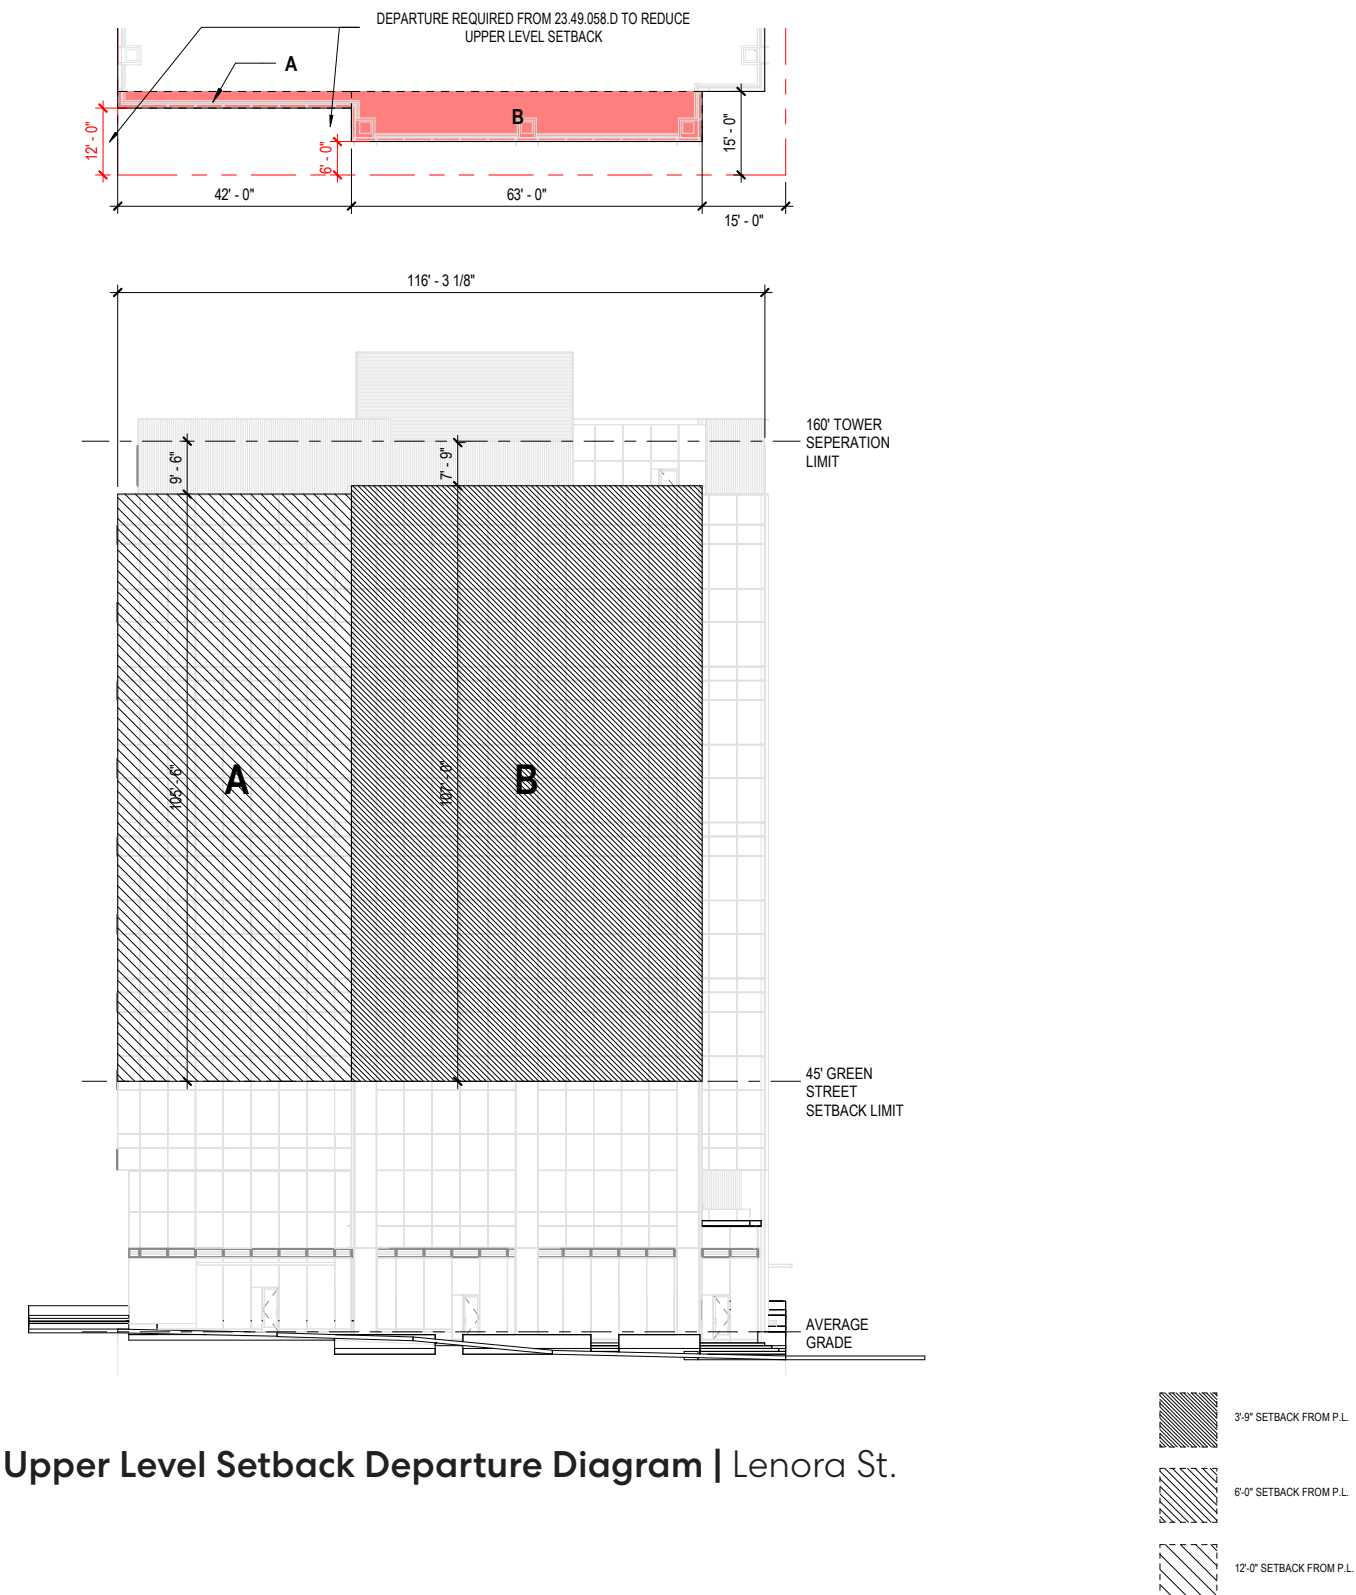 DEPARTURE REQUIRED FROM 23.49.058.D TO REDUCE
UPPER LEVEL SETBACK
A
B
12' - 0"
6' - 0"
15' - 0"
42' - 0"
63' - 0"
15' - 0"
116' - 3 1/8"
160' TOWER
SEPERATION
LIMIT
9' - 6"
7' - 9"
A
B
105' - 6"
107' - 0"
45' GREEN
STREET
SETBACK LIMIT
AVERAGE
GRADE
3'-9" SETBACK FROM P.L.
Upper Level Setback Departure Diagram | Lenora St.
6'-0" SETBACK FROM P.L.
12'-0" SETBACK FROM P.L.